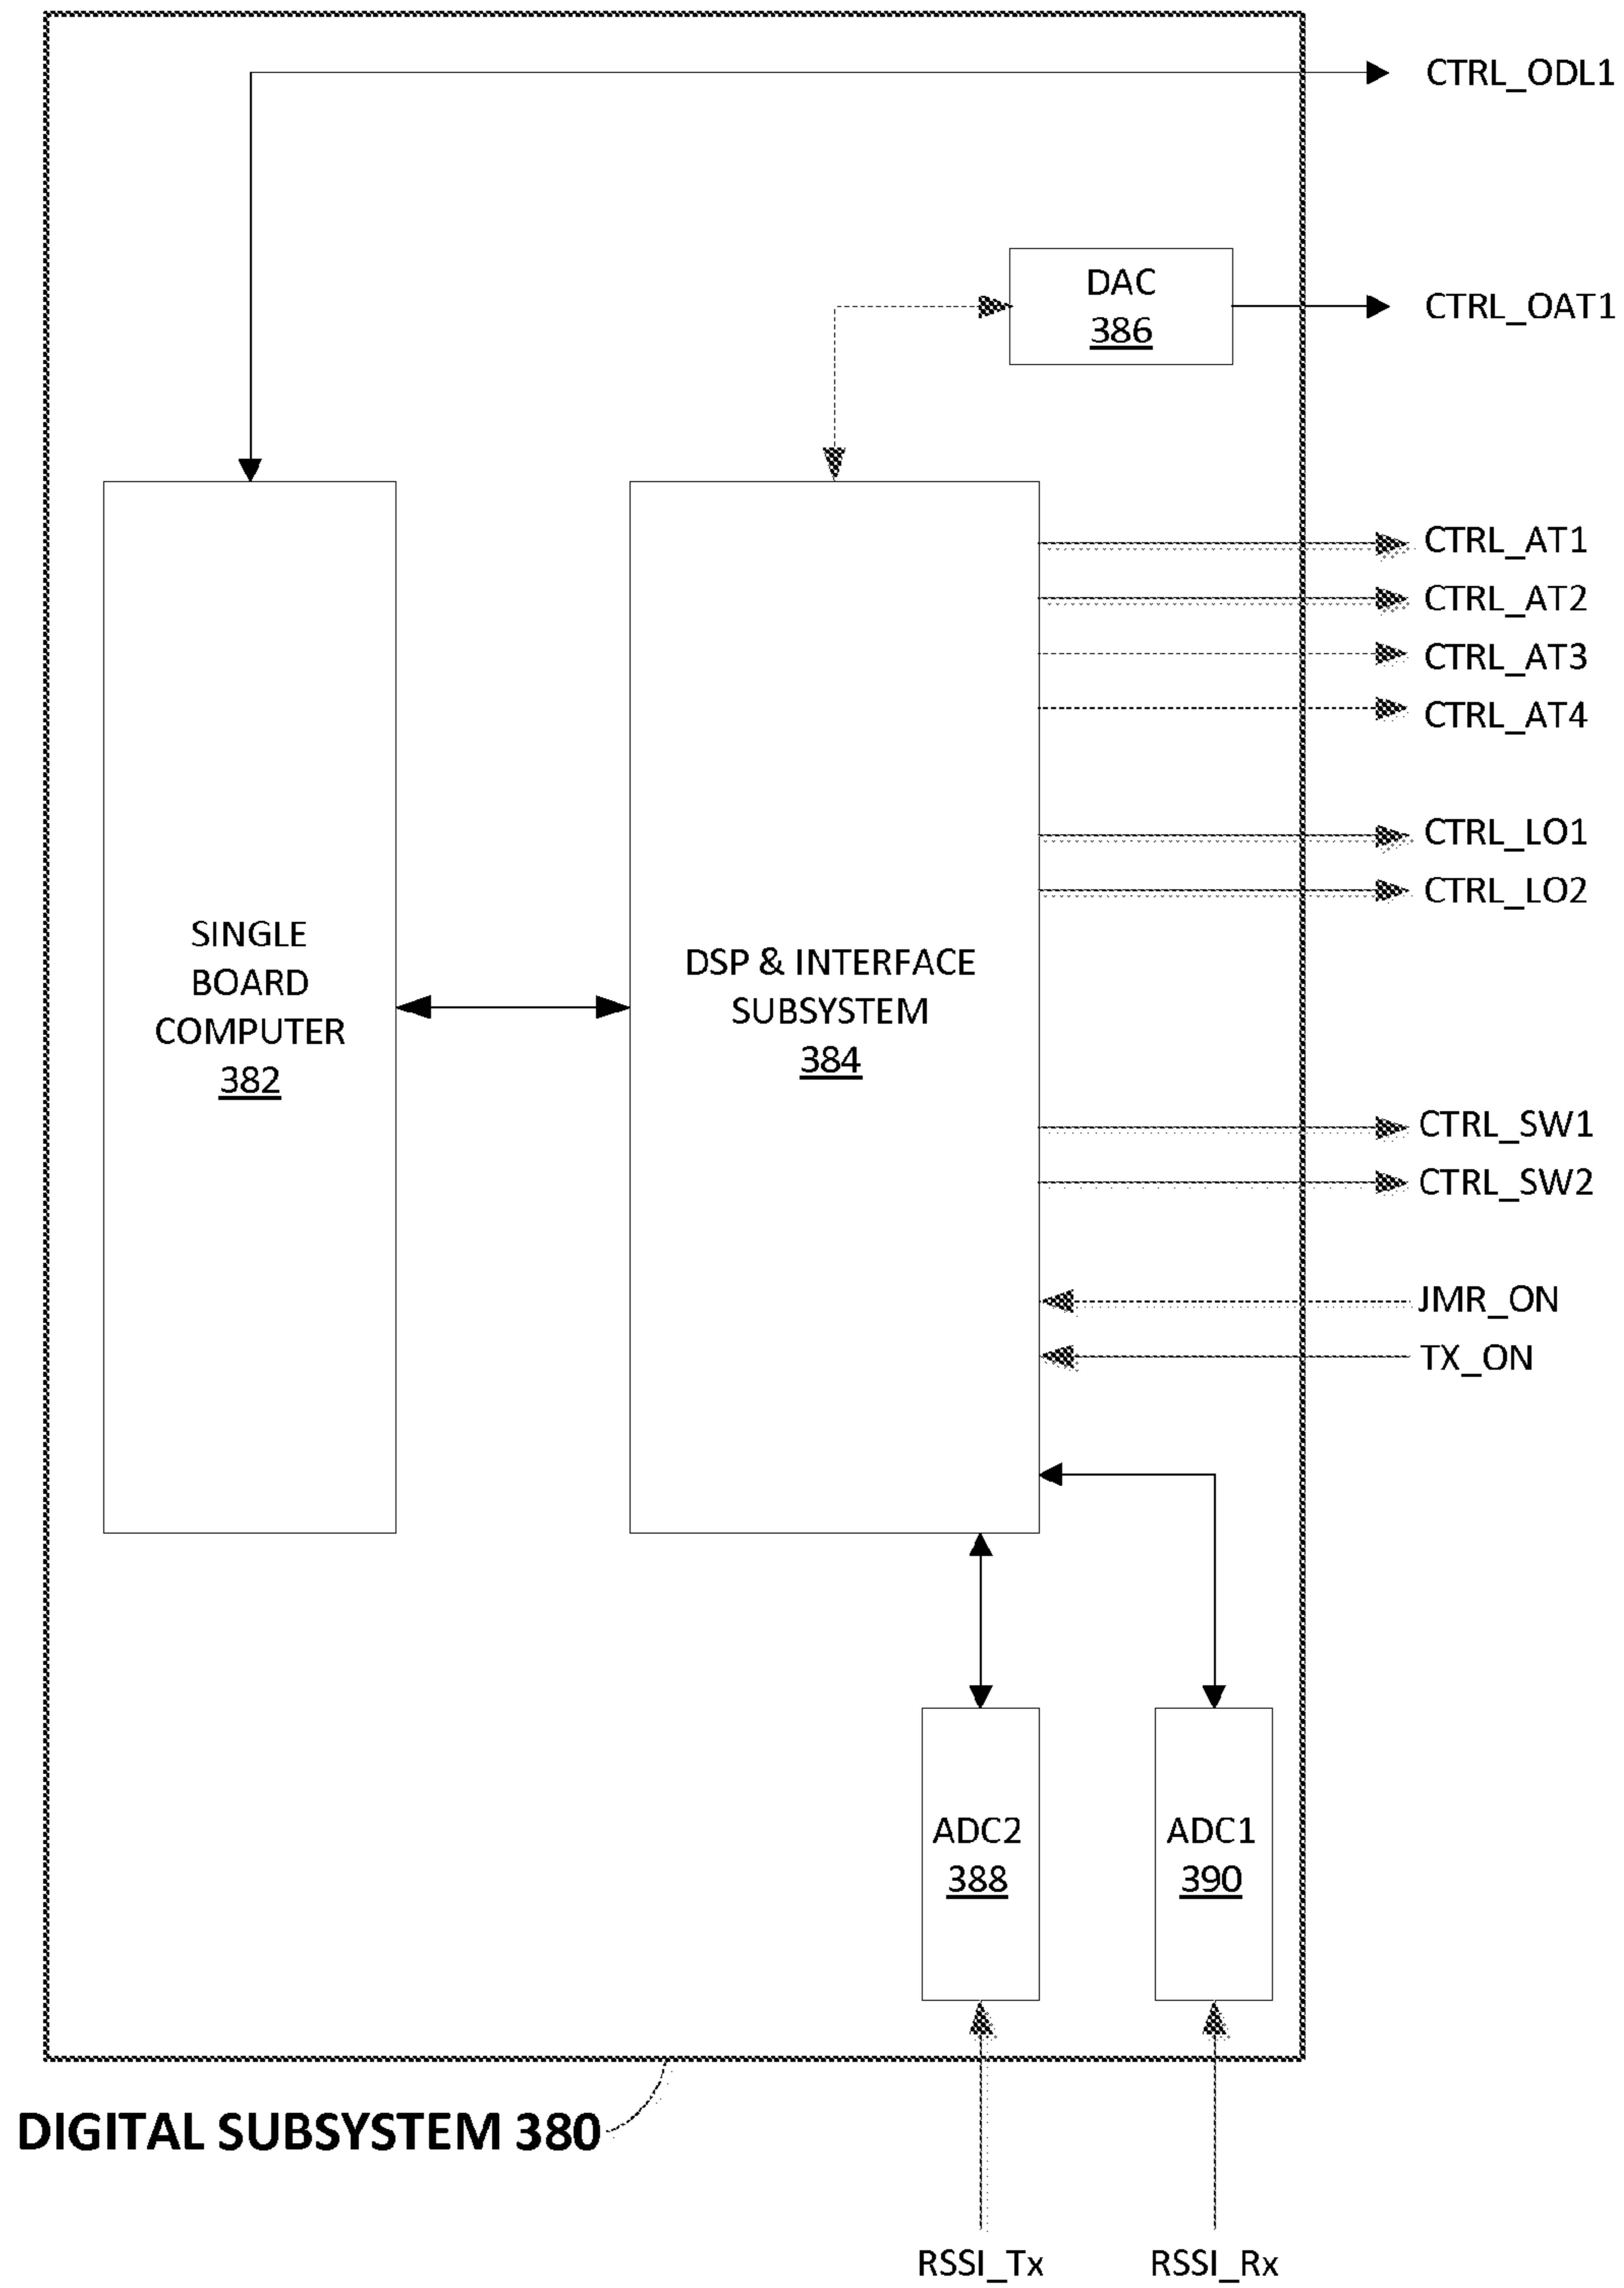 CTRL_ODL1
DAC
386
CTRL_OAT1
CTRL_AT1
CTRL_AT2
CTRL_AT3
CTRL_AT4
CTRL_LO1
CTRL_LO2
SINGLE
BOARD
COMPUTER
382
DSP & INTERFACE
SUBSYSTEM
384
CTRL_SW1
CTRL_SW2
JMR_ON
TX_ON
ADC2
388
ADC1
390
DIGITAL SUBSYSTEM 380
RSSI_Tx
RSSI_Rx